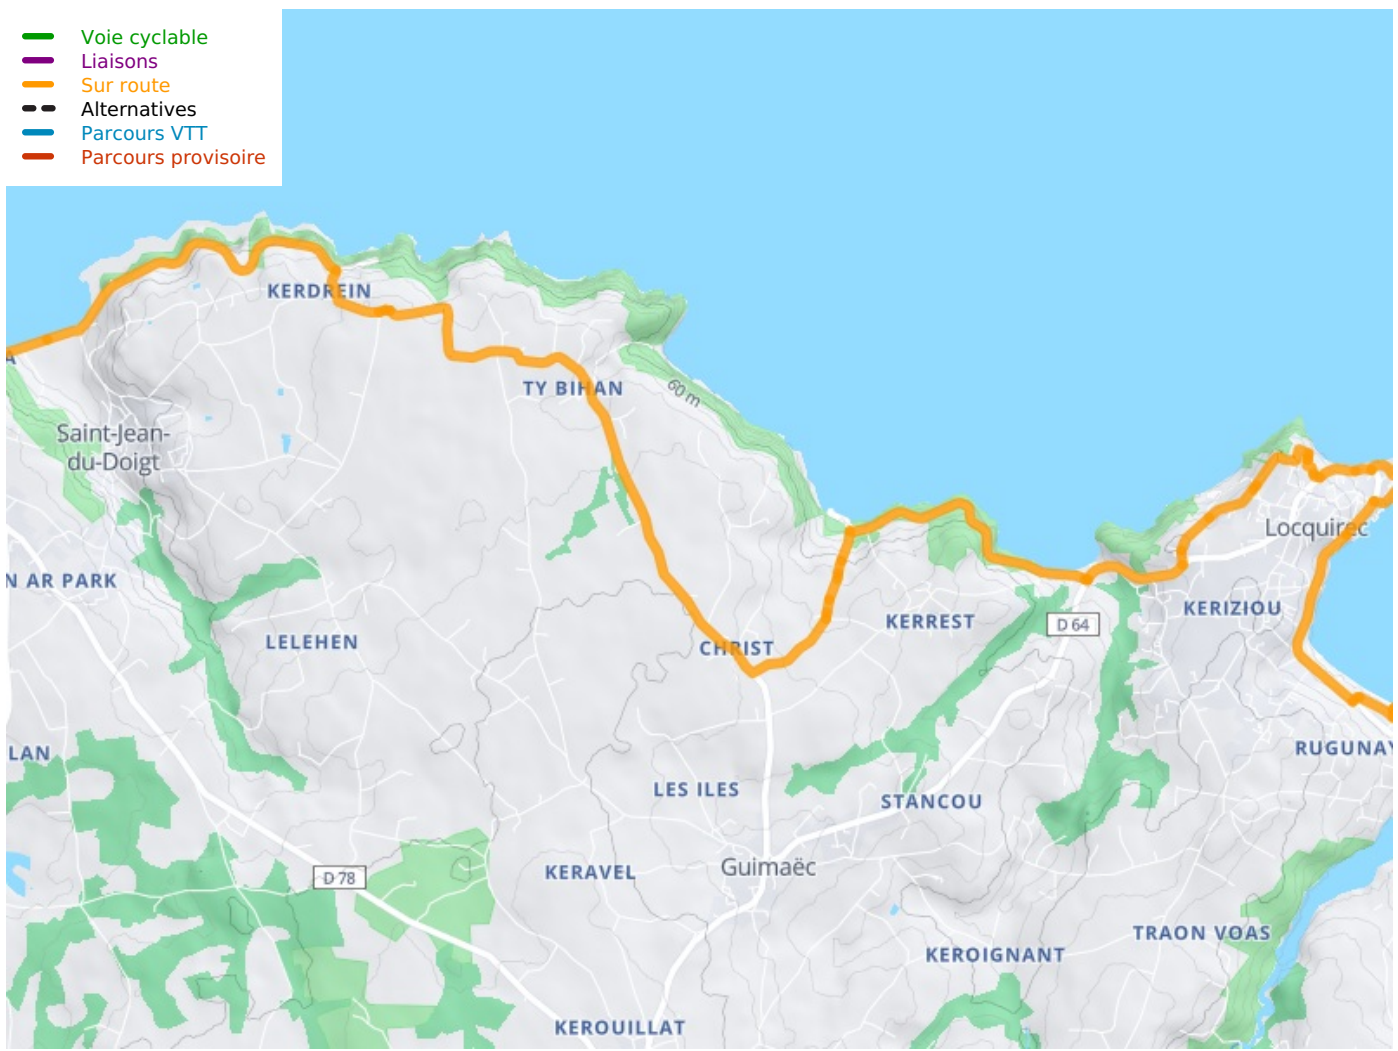 Voie cyclable
Liaisons
Sur route
Alternatives
Parcours VTT
Parcours provisoire
KERDREIN
A
TY BIHAN
60 m
Saint-Jean-
du-Doigt
Locquirec
N AR PARK
KERIZIOU
KERREST
D 64
LELEHEN
CHRIST
LAN
RUGUNAY
LES ILES
STANCOU
Guimaëc
KERAVEL
D 78
TRAON VOAS
KEROIGNANT
KEROUILLAT